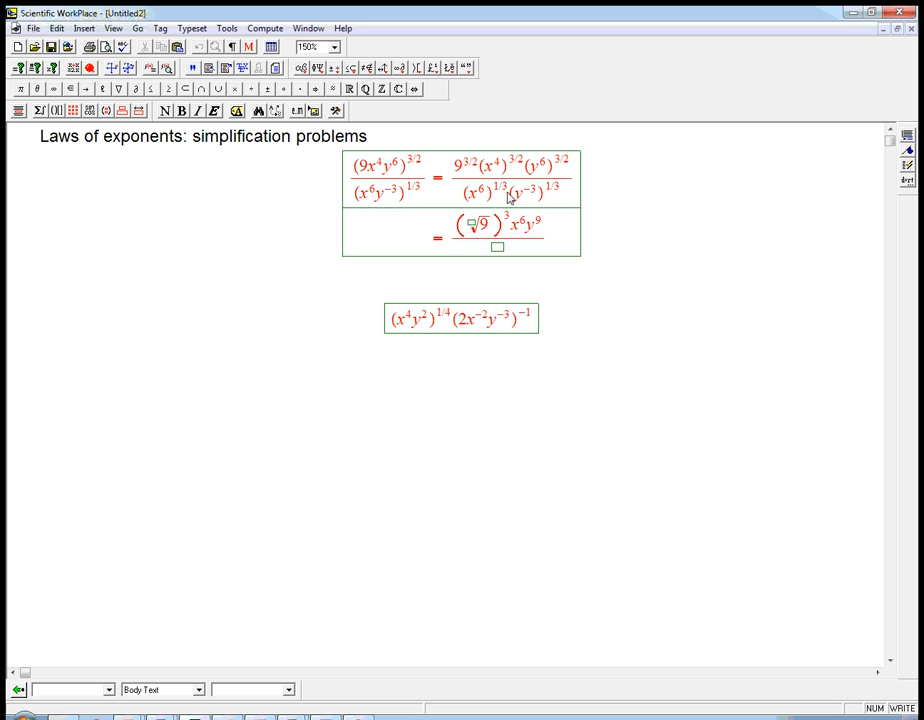 Scientific WorkPlace - [Untitled2]
File Edit Insert View Go Tag Typeset Tools Compute Window Help
150%
π θ ∞ ∈ → ℓ ∇ ∂ ≤ ≥ ⊂ ∩ ∪ × ÷ ± ∘ · ⇒ ≈ ℝ ℚ ℤ ℂ ⇔
N B I E
Laws of exponents: simplification problems
(9x⁴y⁶)^{3/2} / (x⁶y⁻³)^{1/3} = 9^{3/2}(x⁴)^{3/2}(y⁶)^{3/2} / (x⁶)^{1/3}(y⁻³)^{1/3}
= (√9)³x⁶y⁹
(x⁴y²)^{1/4}(2x⁻²y⁻³)⁻¹
Body Text
NUM WRITE